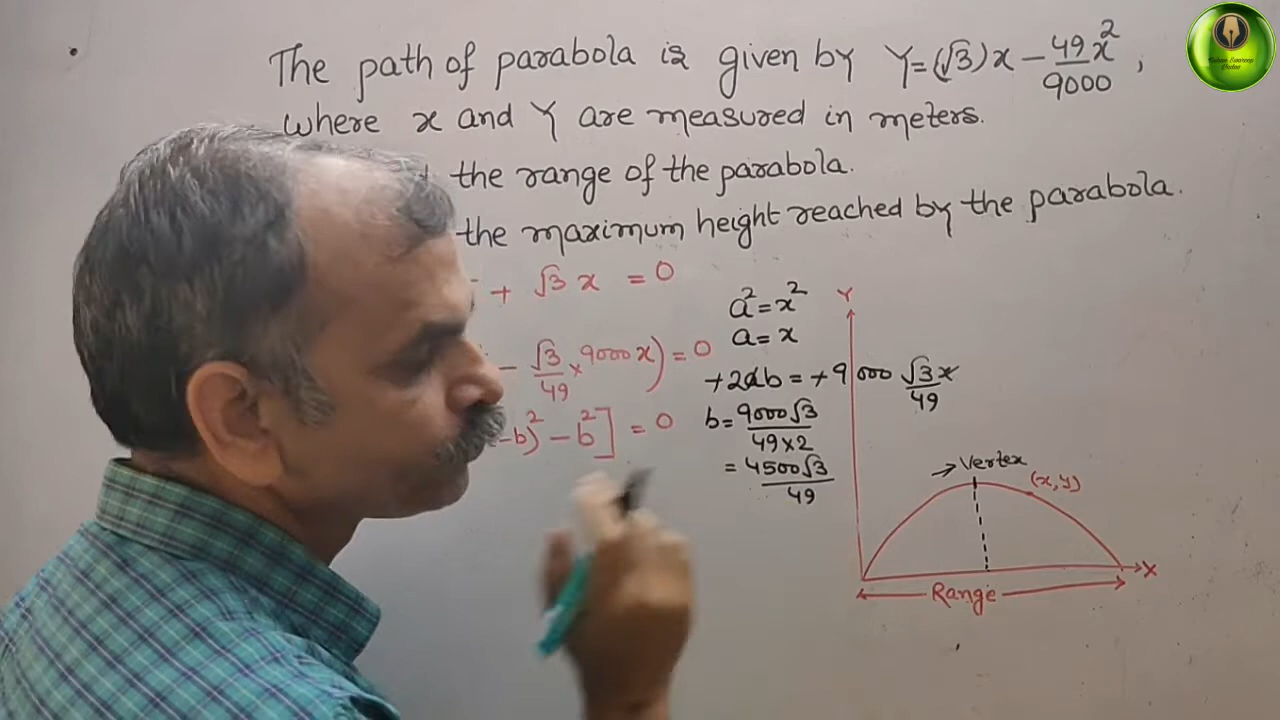 The path of parabola is given by Y=(√3)x − 49x²/9000 ,
where x and Y are measured in meters.
the range of the parabola.
the maximum height reached by the parabola.
+ √3 x = 0
− √3/49 × 9000 x) = 0
−b)² − b²] = 0
a² = x²
a = x
+2ab = +9000 √3x/49
b = 9000√3/49×2
= 4500√3/49
Y
Vertex
(x,y)
X
Range